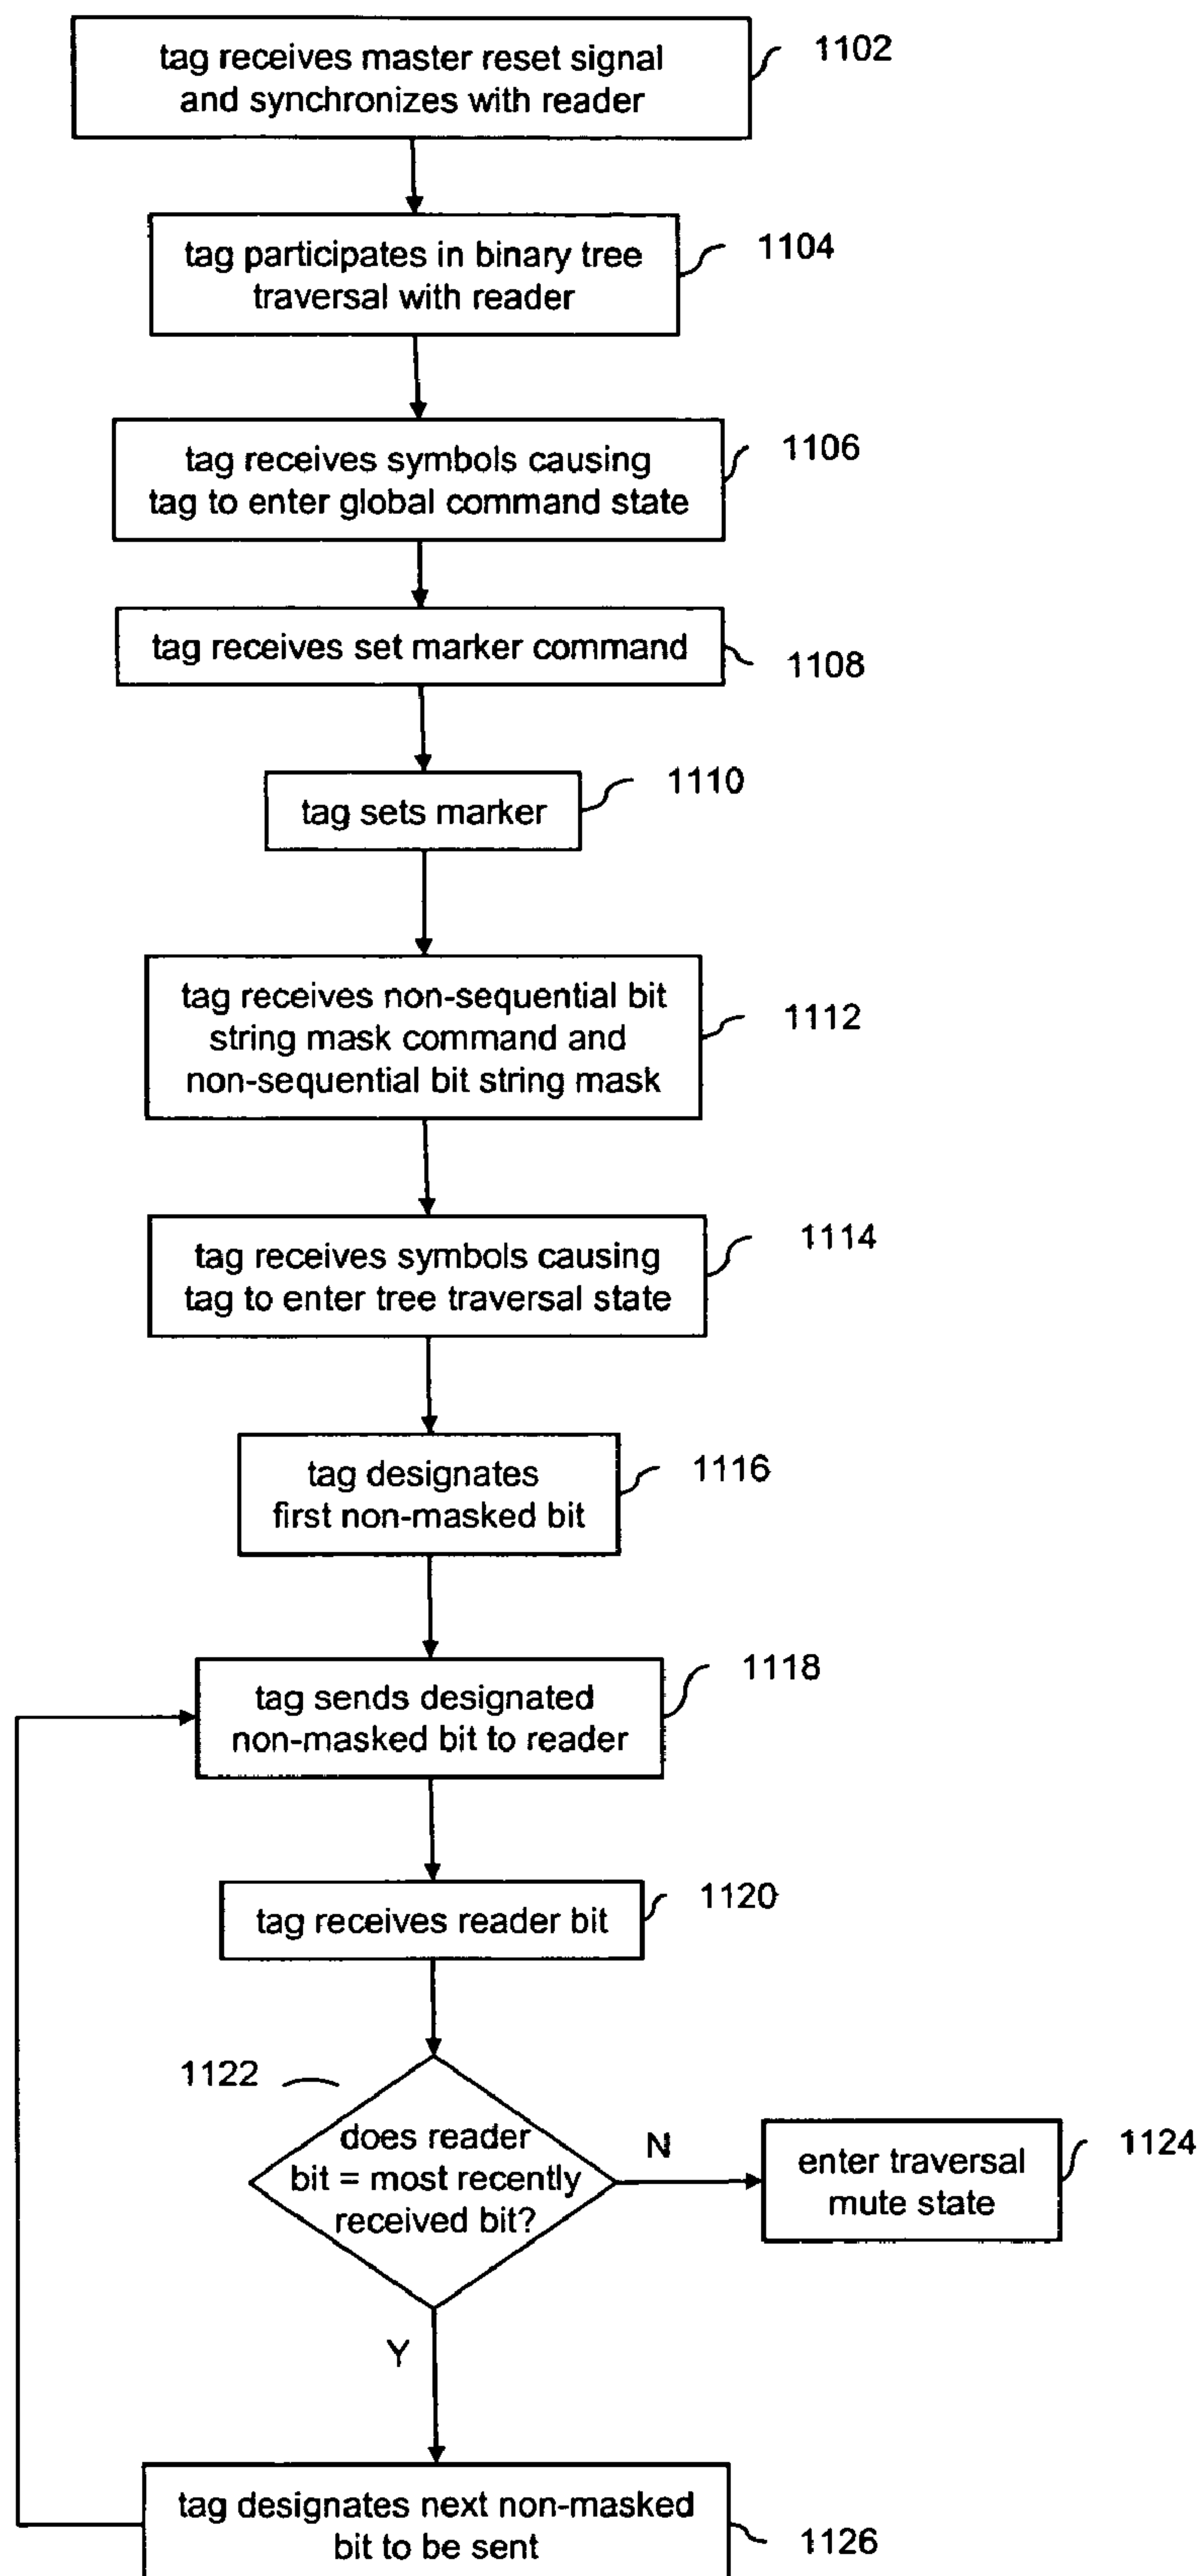 tag receives master reset signal
and synchronizes with reader
1102
tag participates in binary tree
traversal with reader
1104
tag receives symbols causing
tag to enter global command state
1106
tag receives set marker command
1108
tag sets marker
1110
tag receives non-sequential bit
string mask command and
non-sequential bit string mask
1112
tag receives symbols causing
tag to enter tree traversal state
1114
tag designates
first non-masked bit
1116
tag sends designated
non-masked bit to reader
1118
tag receives reader bit
1120
1122
does reader
bit = most recently
received bit?
N
enter traversal
mute state
1124
Y
tag designates next non-masked
bit to be sent
1126